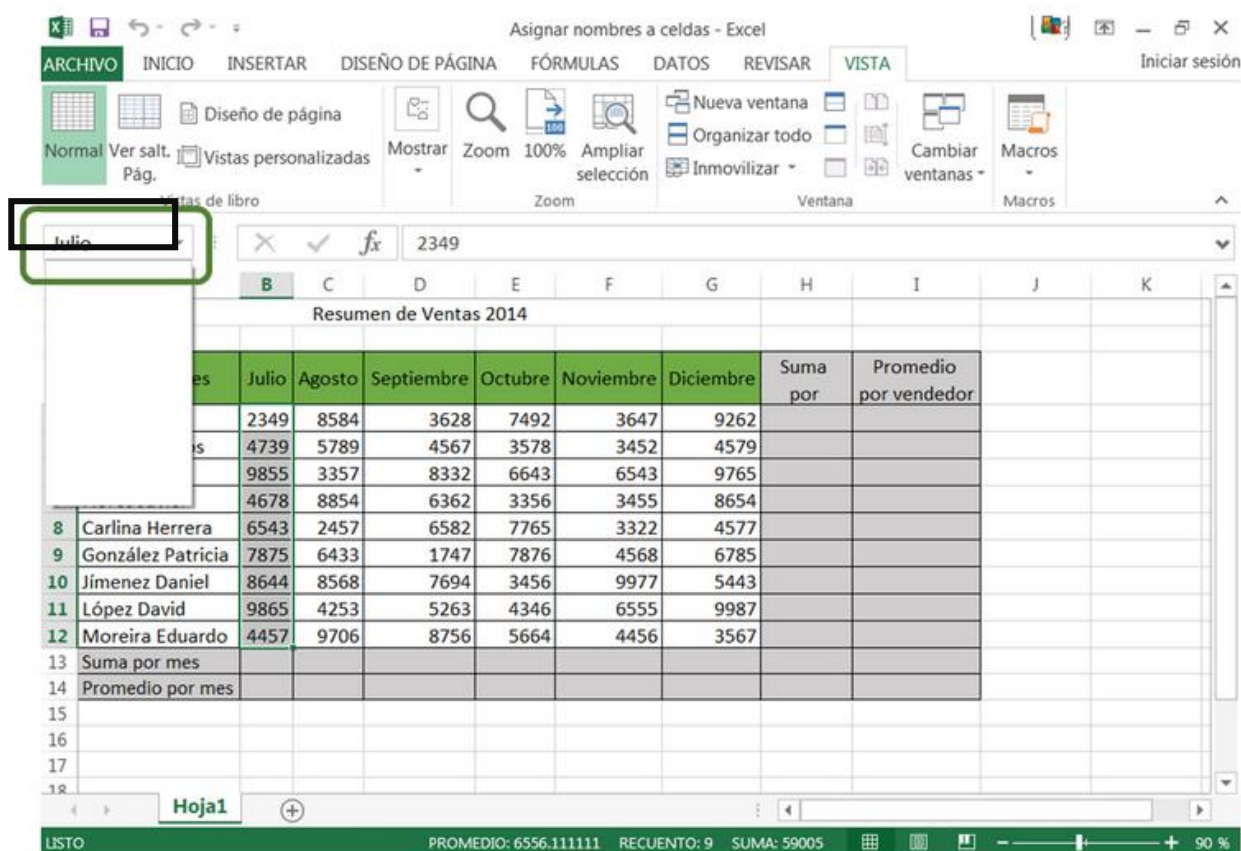 Asignar nombres a celdas - Excel
ARCHIVO INICIO INSERTAR DISEÑO DE PÁGINA FÓRMULAS DATOS REVISAR VISTA Iniciar sesión
Normal Ver salt. Pág. Diseño de página Vistas personalizadas Mostrar Zoom 100% Ampliar selección Nueva ventana Organizar todo Inmovilizar Cambiar ventanas Macros
Vistas de libro Zoom Ventana Macros
Julio fx 2349
B C D E F G H I J K
Resumen de Ventas 2014
es Julio Agosto Septiembre Octubre Noviembre Diciembre Suma por Promedio por vendedor
2349 8584 3628 7492 3647 9262
os 4739 5789 4567 3578 3452 4579
9855 3357 8332 6643 6543 9765
4678 8854 6362 3356 3455 8654
8 Carlina Herrera 6543 2457 6582 7765 3322 4577
9 González Patricia 7875 6433 1747 7876 4568 6785
10 Jímenez Daniel 8644 8568 7694 3456 9977 5443
11 López David 9865 4253 5263 4346 6555 9987
12 Moreira Eduardo 4457 9706 8756 5664 4456 3567
13 Suma por mes
14 Promedio por mes
15
16
17
18
Hoja1
LISTO PROMEDIO: 6556.111111 RECUENTO: 9 SUMA: 59005 90 %